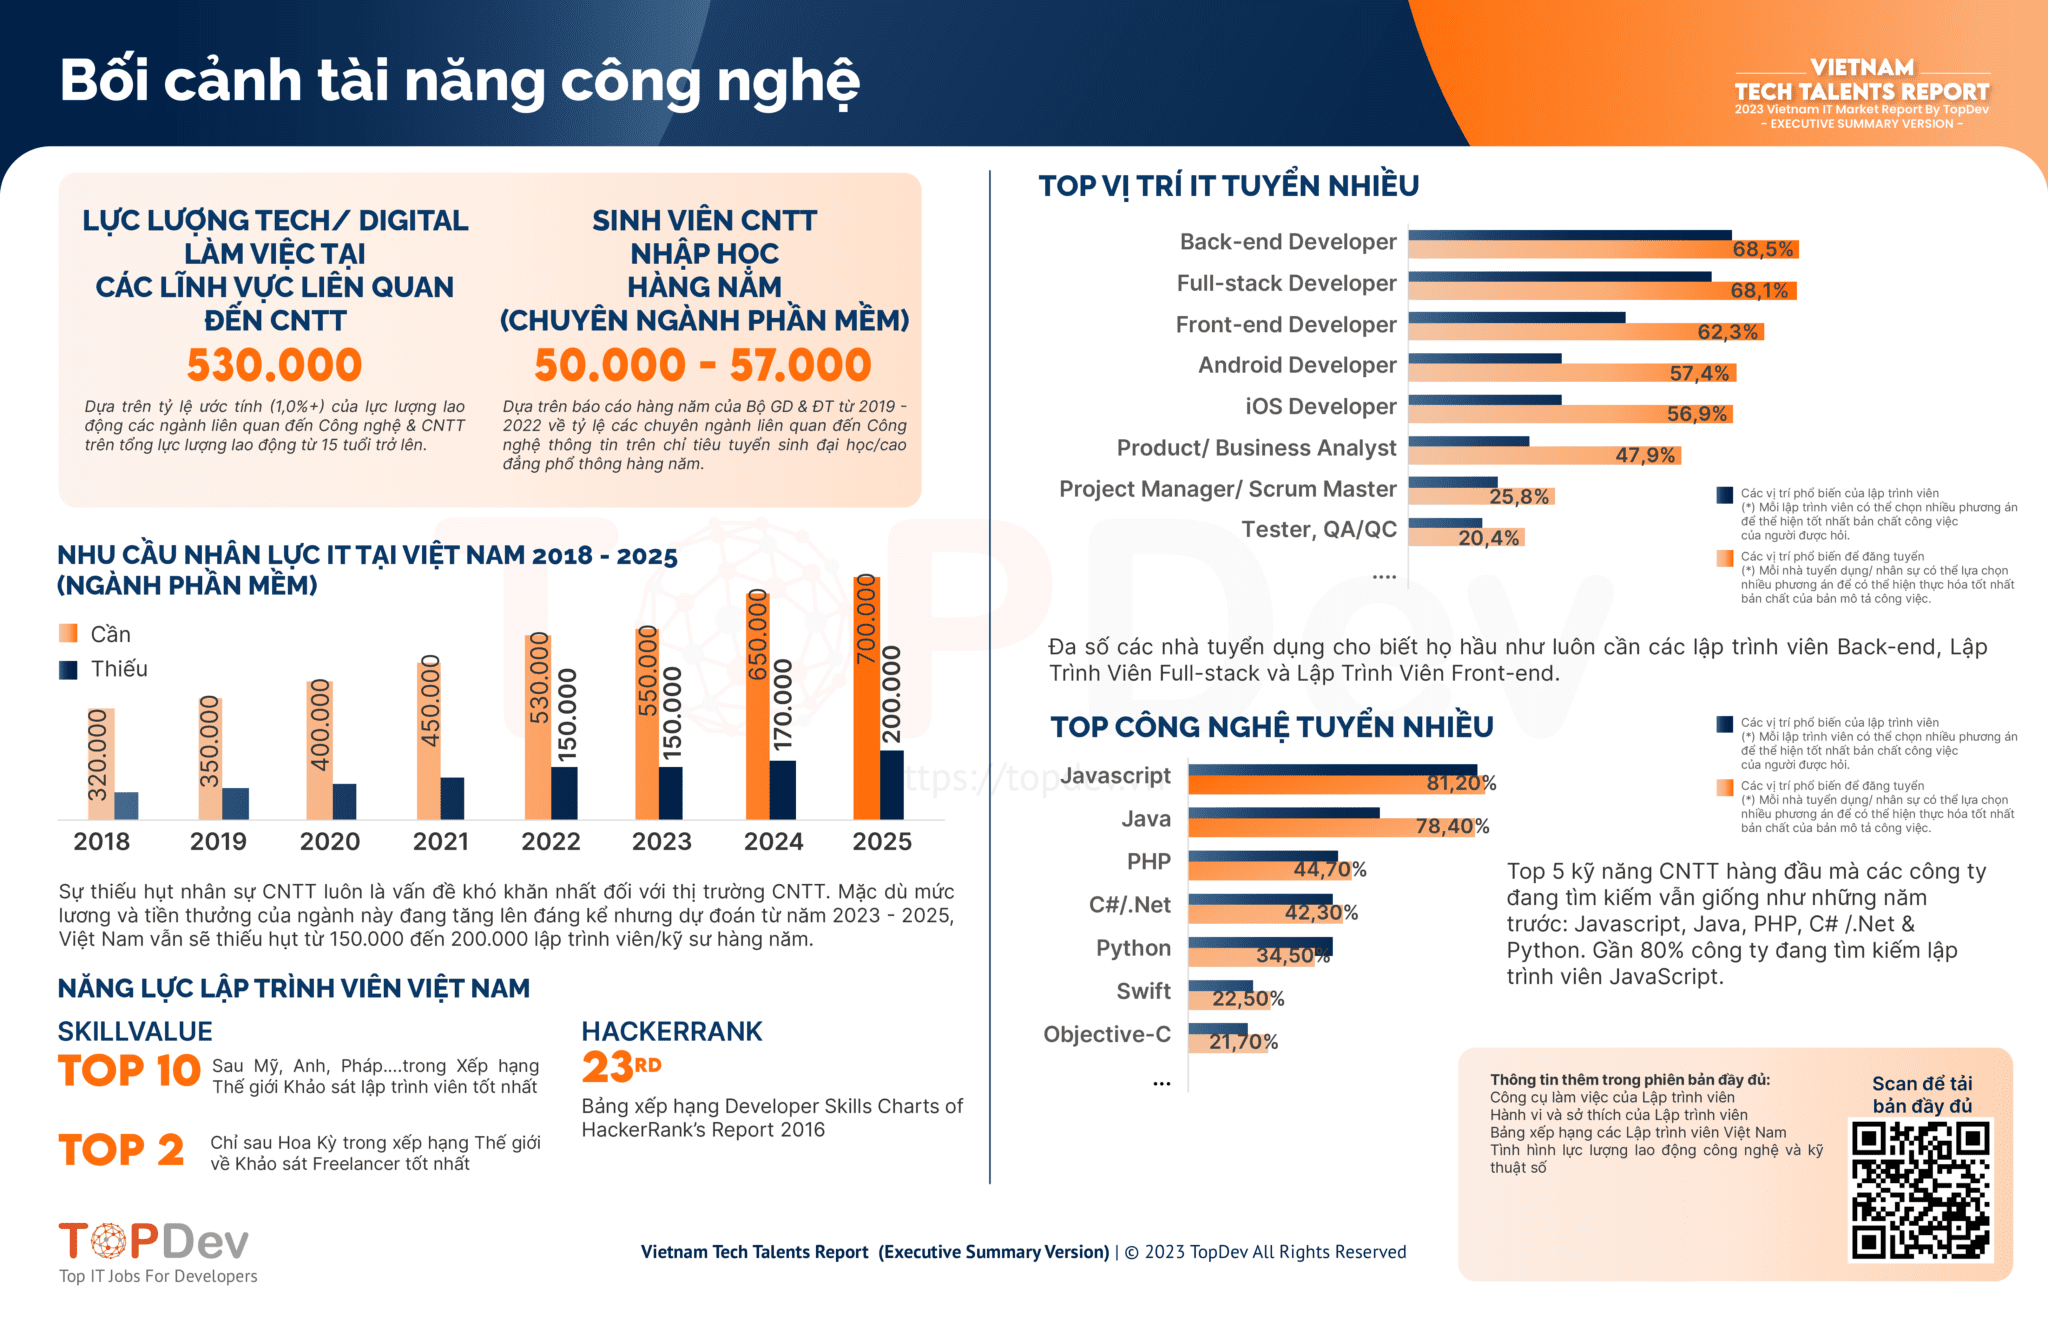 Bối cảnh tài năng công nghệ
VIETNAM
TECH TALENTS REPORT
2023 Vietnam IT Market Report By TopDev
- EXECUTIVE SUMMARY VERSION -
LỰC LƯỢNG TECH/ DIGITAL
LÀM VIỆC TẠI
CÁC LĨNH VỰC LIÊN QUAN
ĐẾN CNTT
530.000
Dựa trên tỷ lệ ước tính (1,0%+) của lực lượng lao
động các ngành liên quan đến Công nghệ & CNTT
trên tổng lực lượng lao động từ 15 tuổi trở lên.
SINH VIÊN CNTT
NHẬP HỌC
HÀNG NĂM
(CHUYÊN NGÀNH PHẦN MỀM)
50.000 - 57.000
Dựa trên báo cáo hàng năm của Bộ GD & ĐT từ 2019 -
2022 về tỷ lệ các chuyên ngành liên quan đến Công
nghệ thông tin trên chỉ tiêu tuyển sinh đại học/cao
đẳng phổ thông hàng năm.
NHU CẦU NHÂN LỰC IT TẠI VIỆT NAM 2018 - 2025
(NGÀNH PHẦN MỀM)
Cần
Thiếu
320.000
350.000
400.000
450.000
530.000
150.000
550.000
150.000
650.000
170.000
700.000
200.000
2018
2019
2020
2021
2022
2023
2024
2025
Sự thiếu hụt nhân sự CNTT luôn là vấn đề khó khăn nhất đối với thị trường CNTT. Mặc dù mức
lương và tiền thưởng của ngành này đang tăng lên đáng kể nhưng dự đoán từ năm 2023 - 2025,
Việt Nam vẫn sẽ thiếu hụt từ 150.000 đến 200.000 lập trình viên/kỹ sư hàng năm.
NĂNG LỰC LẬP TRÌNH VIÊN VIỆT NAM
SKILLVALUE
TOP 10
Sau Mỹ, Anh, Pháp....trong Xếp hạng
Thế giới Khảo sát lập trình viên tốt nhất
TOP 2
Chỉ sau Hoa Kỳ trong xếp hạng Thế giới
về Khảo sát Freelancer tốt nhất
HACKERRANK
23RD
Bảng xếp hạng Developer Skills Charts of
HackerRank's Report 2016
TOP VỊ TRÍ IT TUYỂN NHIỀU
Back-end Developer
68,5%
Full-stack Developer
68,1%
Front-end Developer
62,3%
Android Developer
57,4%
iOS Developer
56,9%
Product/ Business Analyst
47,9%
Project Manager/ Scrum Master
25,8%
Tester, QA/QC
20,4%
....
Các vị trí phổ biến của lập trình viên
(*) Mỗi lập trình viên có thể chọn nhiều phương án
để thể hiện tốt nhất bản chất công việc
của người được hỏi.
Các vị trí phổ biến để đăng tuyển
(*) Mỗi nhà tuyển dụng/ nhân sự có thể lựa chọn
nhiều phương án để có thể hiện thực hóa tốt nhất
bản chất của bản mô tả công việc.
Đa số các nhà tuyển dụng cho biết họ hầu như luôn cần các lập trình viên Back-end, Lập
Trình Viên Full-stack và Lập Trình Viên Front-end.
TOP CÔNG NGHỆ TUYỂN NHIỀU
Javascript
81,20%
Java
78,40%
PHP
44,70%
C#/.Net
42,30%
Python
34,50%
Swift
22,50%
Objective-C
21,70%
...
Các vị trí phổ biến của lập trình viên
(*) Mỗi lập trình viên có thể chọn nhiều phương án
để thể hiện tốt nhất bản chất công việc
của người được hỏi.
Các vị trí phổ biến để đăng tuyển
(*) Mỗi nhà tuyển dụng/ nhân sự có thể lựa chọn
nhiều phương án để có thể hiện thực hóa tốt nhất
bản chất của bản mô tả công việc.
Top 5 kỹ năng CNTT hàng đầu mà các công ty
đang tìm kiếm vẫn giống như những năm
trước: Javascript, Java, PHP, C# /.Net &
Python. Gần 80% công ty đang tìm kiếm lập
trình viên JavaScript.
Thông tin thêm trong phiên bản đầy đủ:
Công cụ làm việc của Lập trình viên
Hành vi và sở thích của Lập trình viên
Bảng xếp hạng các Lập trình viên Việt Nam
Tình hình lực lượng lao động công nghệ và kỹ
thuật số
Scan để tải
bản đầy đủ
TOPDev
https://topdev.vn
TOPDev
Top IT Jobs For Developers
Vietnam Tech Talents Report (Executive Summary Version) | © 2023 TopDev All Rights Reserved